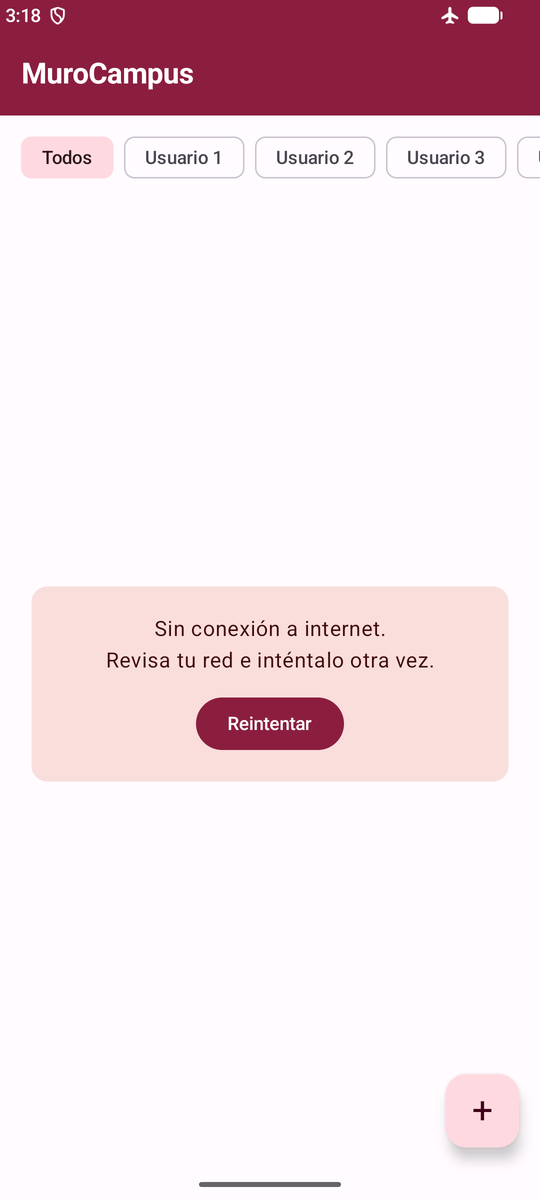 3:18
MuroCampus
Todos
Usuario 1
Usuario 2
Usuario 3
Sin conexión a internet.
Revisa tu red e inténtalo otra vez.
Reintentar
+